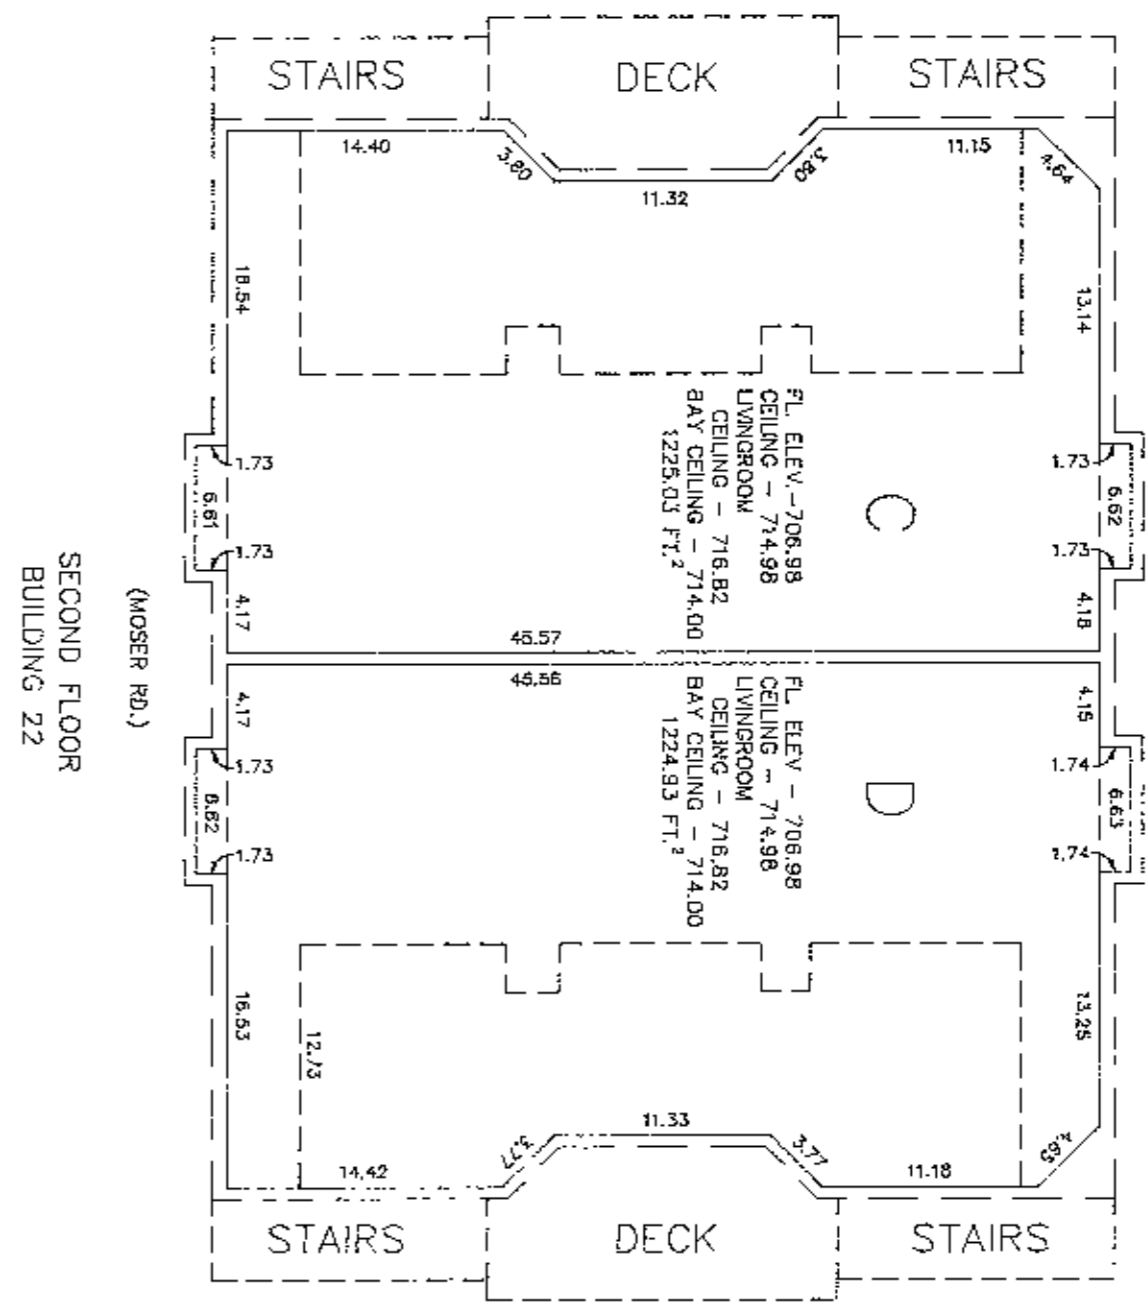 STAIRS
DECK
STAIRS
14.40
3.80
11.32
3.80
11.15
4.64
13.14
1.73
6.61
1.73
4.17
1.73
6.62
1.73
4.18
FL. ELEV.-706.98
CEILING - 714.98
LIVINGROOM
CEILING - 716.82
BAY CEILING - 714.00
1225.03 FT.²
C
45.57
45.56
FL. ELEV - 706.98
CEILING - 714.98
LIVINGROOM
CEILING - 716.82
BAY CEILING - 714.00
1224.93 FT.²
D
4.17
1.73
6.62
1.73
16.53
1.74
6.63
1.74
13.25
12.73
14.42
3.77
11.33
3.77
11.18
4.65
STAIRS
DECK
STAIRS
(MOSER RD.)
SECOND FLOOR
BUILDING 22